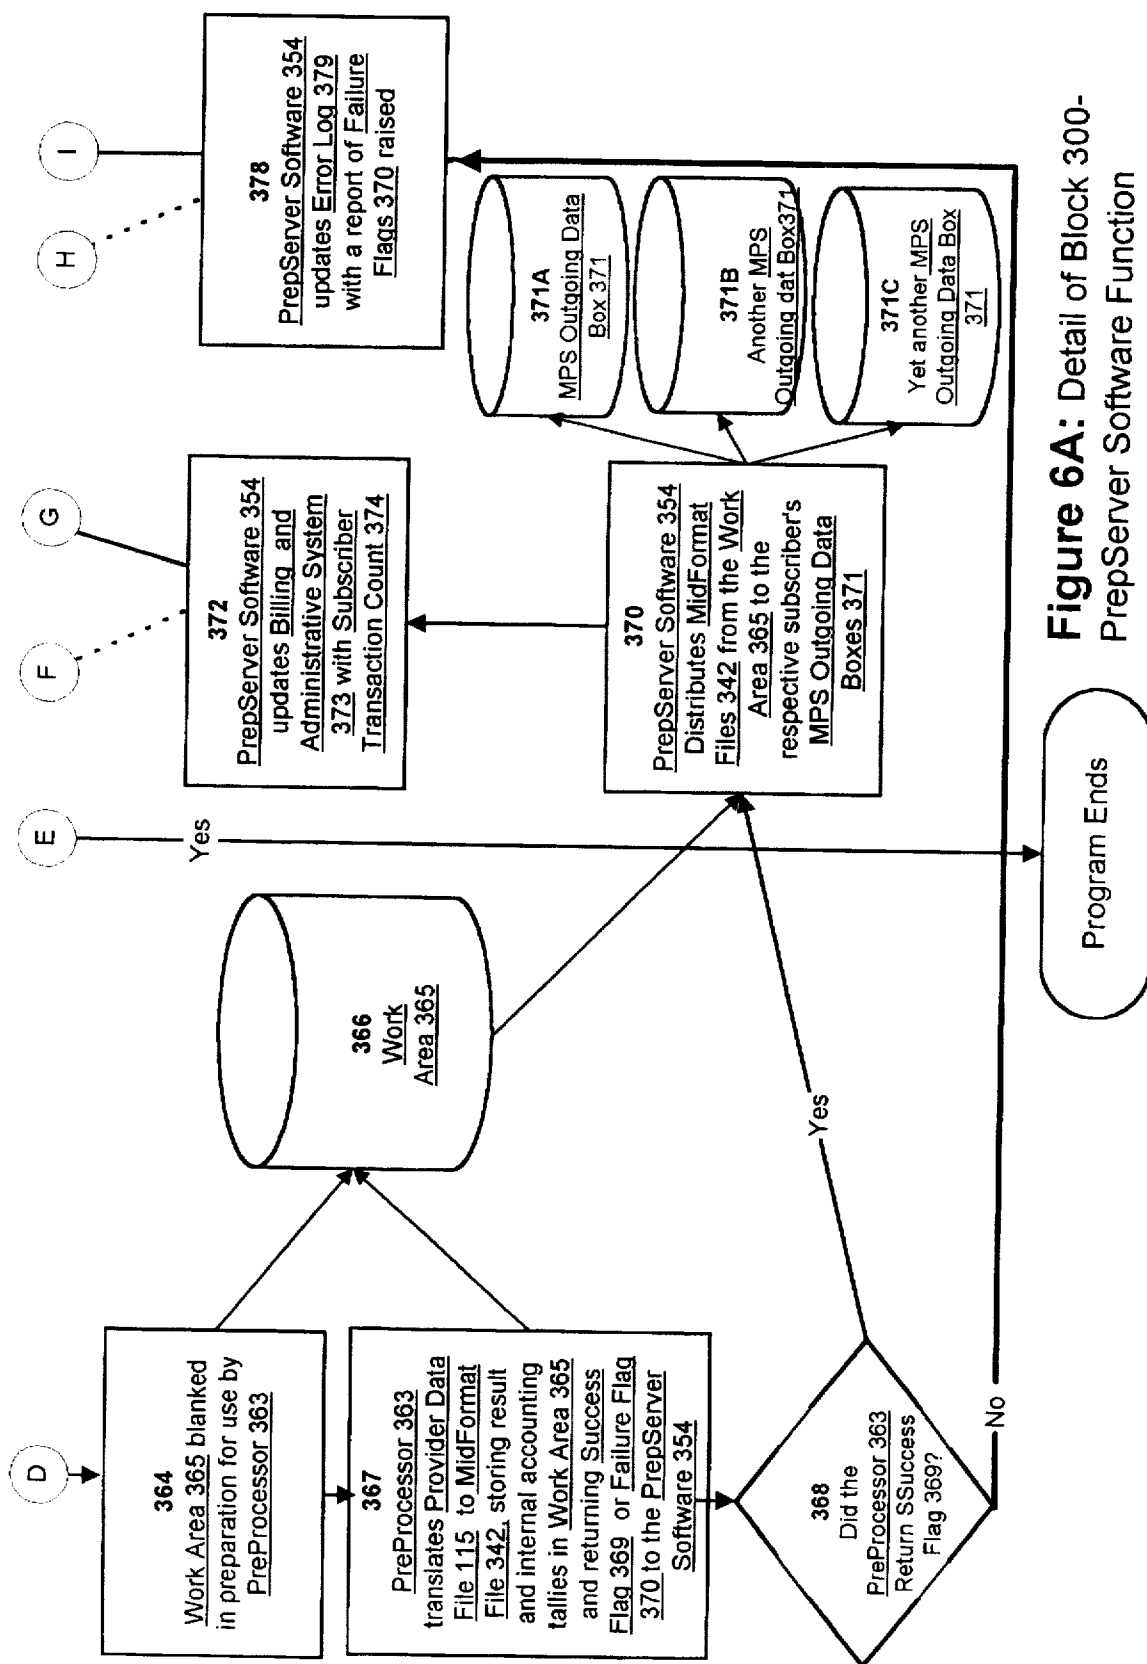 D
364
Work Area 365 blanked
in preparation for use by
PreProcessor 363
367
PreProcessor 363
translates Provider Data
File 115 to MidFormat
File 342, storing result
and internal accounting
tallies in Work Area 365
and returning Success
Flag 369 or Failure Flag
370 to the PrepServer
Software 354
368
Did the
PreProcessor 363
Return SSuccess
Flag 369?
No
Yes
366
Work
Area 365
E
Yes
Program Ends
F
G
372
PrepServer Software 354
updates Billing and
Administrative System
373 with Subscriber
Transaction Count 374
370
PrepServer Software 354
Distributes MidFormat
Files 342 from the Work
Area 365 to the
respective subscriber's
MPS Outgoing Data
Boxes 371
H
I
378
PrepServer Software 354
updates Error Log 379
with a report of Failure
Flags 370 raised
371A
MPS Outgoing Data
Box 371
371B
Another MPS
Outgoing dat Box371
371C
Yet another MPS
Outgoing Data Box
371
Figure 6A: Detail of Block 300-
PrepServer Software Function